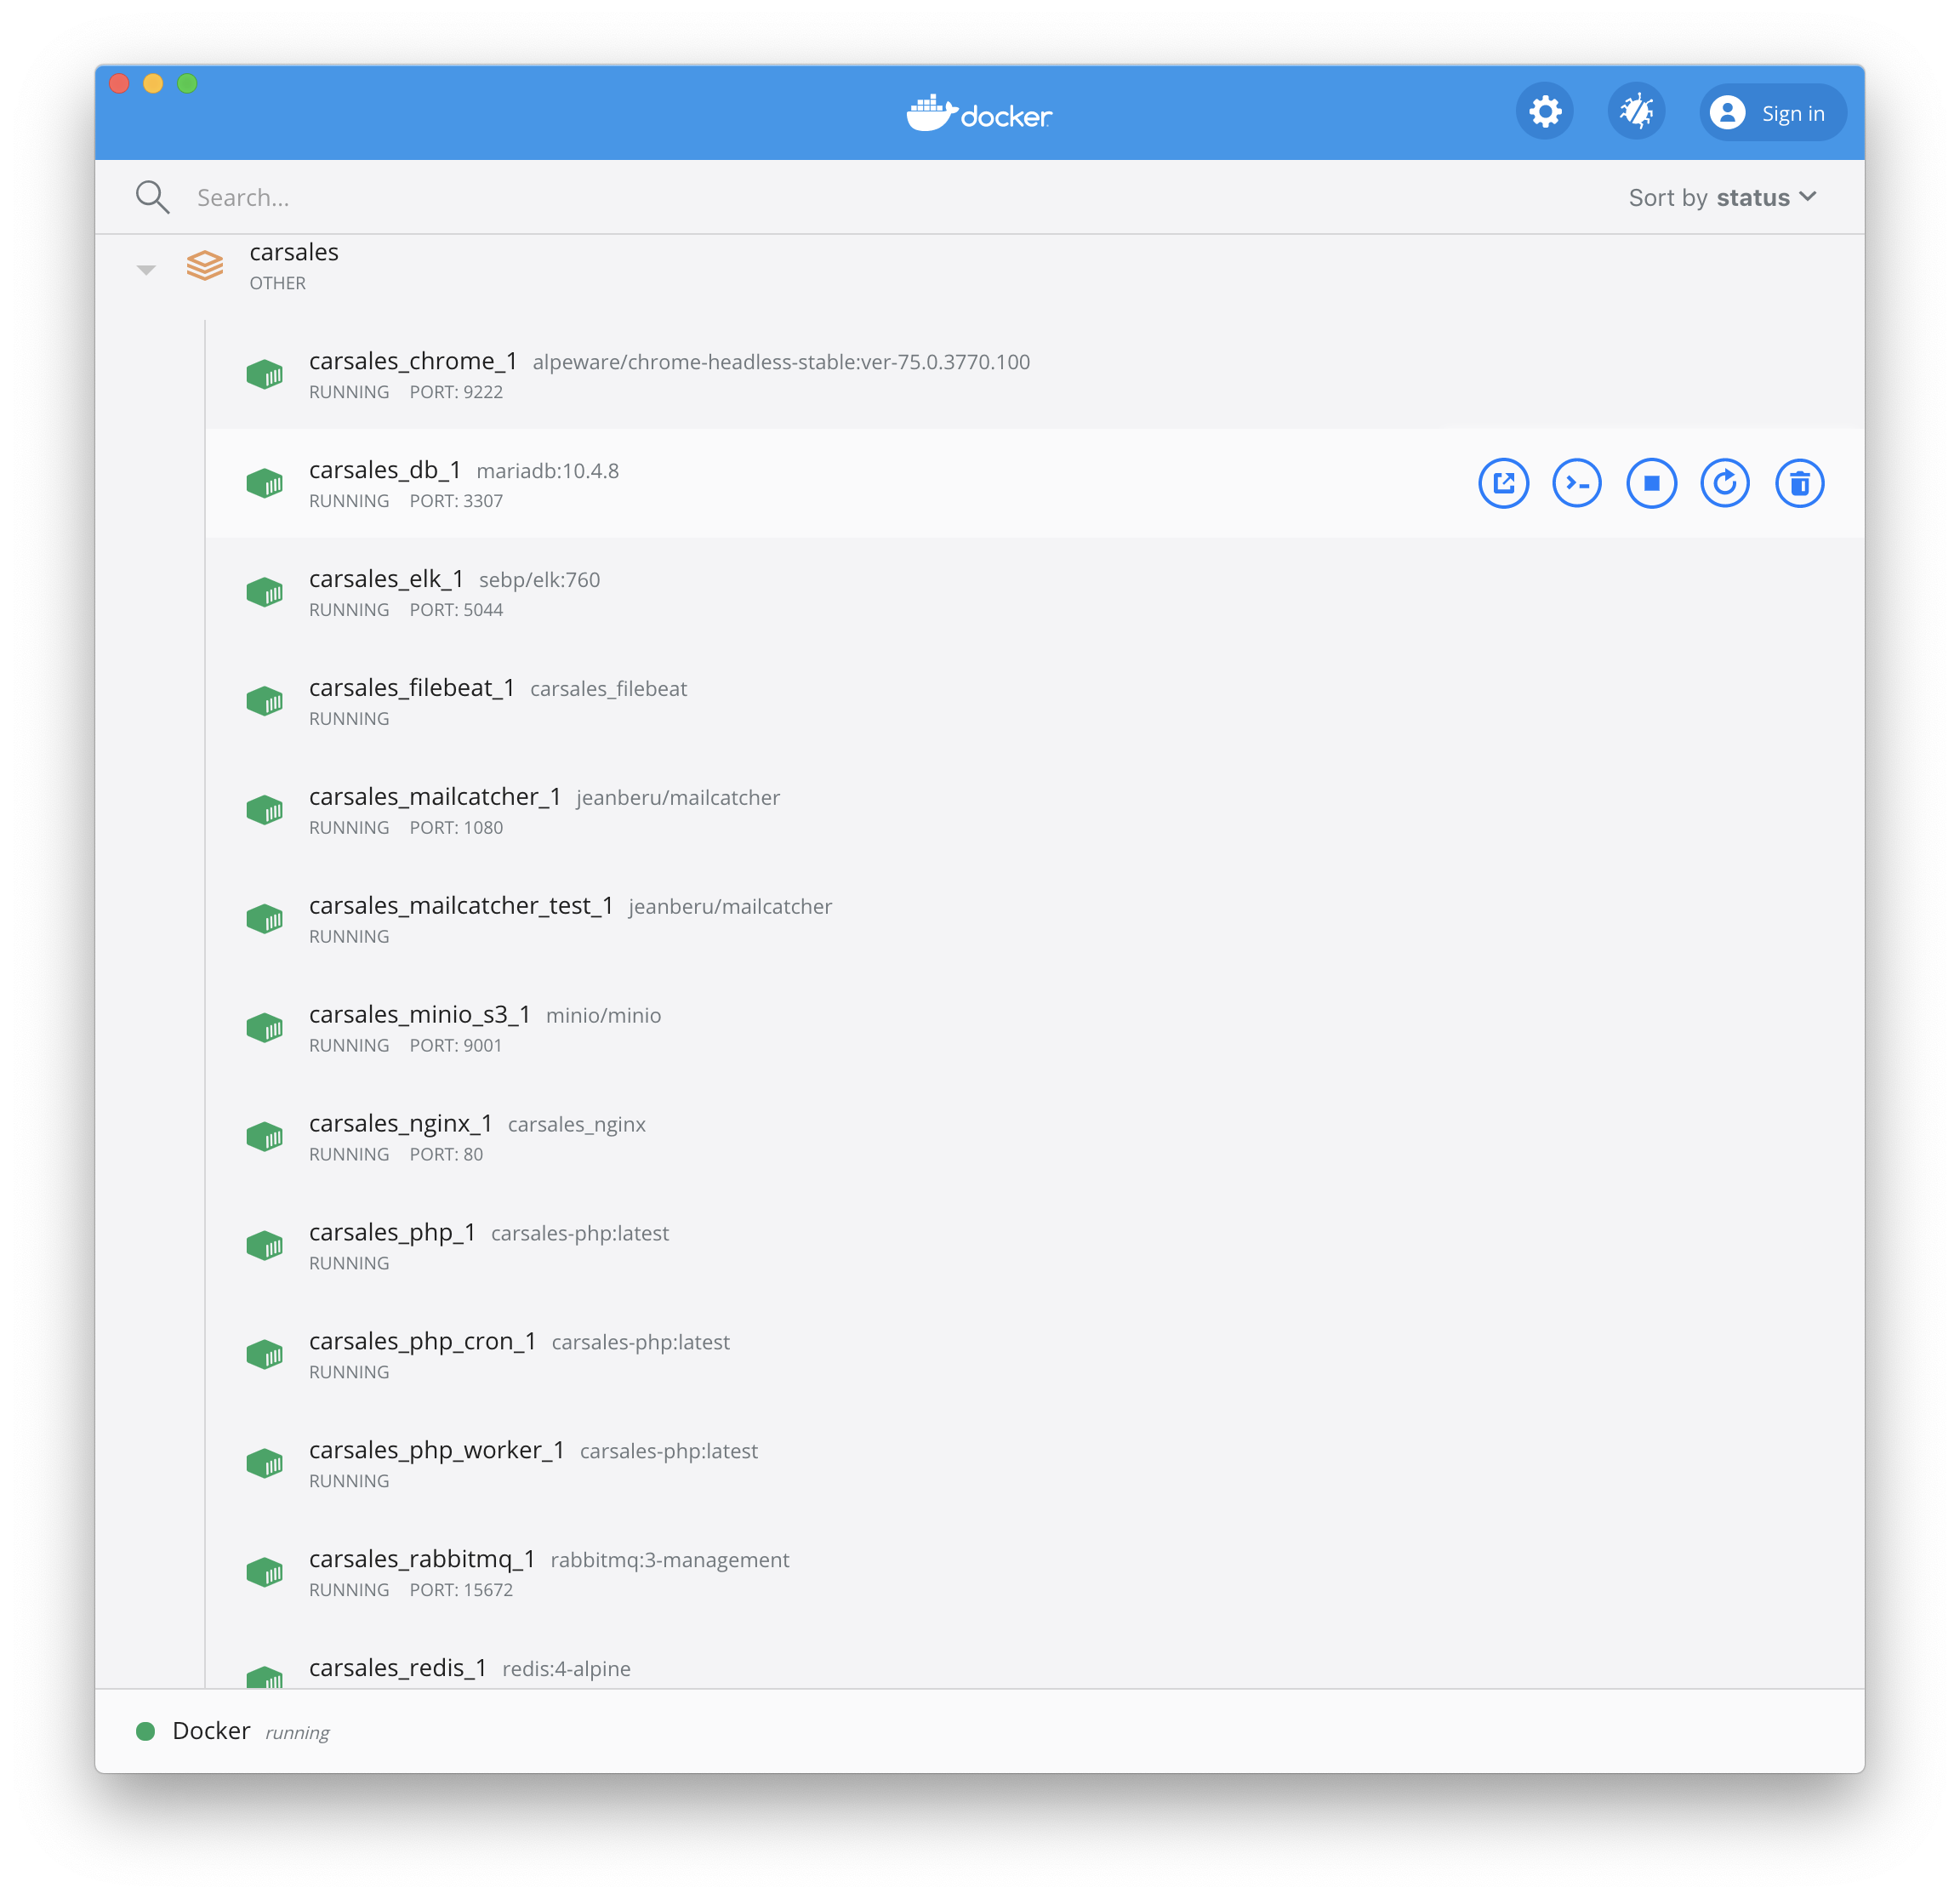 docker
Sign in
Search...
Sort by status
carsales
OTHER
carsales_chrome_1 alpeware/chrome-headless-stable:ver-75.0.3770.100
RUNNING PORT: 9222
carsales_db_1 mariadb:10.4.8
RUNNING PORT: 3307
carsales_elk_1 sebp/elk:760
RUNNING PORT: 5044
carsales_filebeat_1 carsales_filebeat
RUNNING
carsales_mailcatcher_1 jeanberu/mailcatcher
RUNNING PORT: 1080
carsales_mailcatcher_test_1 jeanberu/mailcatcher
RUNNING
carsales_minio_s3_1 minio/minio
RUNNING PORT: 9001
carsales_nginx_1 carsales_nginx
RUNNING PORT: 80
carsales_php_1 carsales-php:latest
RUNNING
carsales_php_cron_1 carsales-php:latest
RUNNING
carsales_php_worker_1 carsales-php:latest
RUNNING
carsales_rabbitmq_1 rabbitmq:3-management
RUNNING PORT: 15672
carsales_redis_1 redis:4-alpine
Docker running